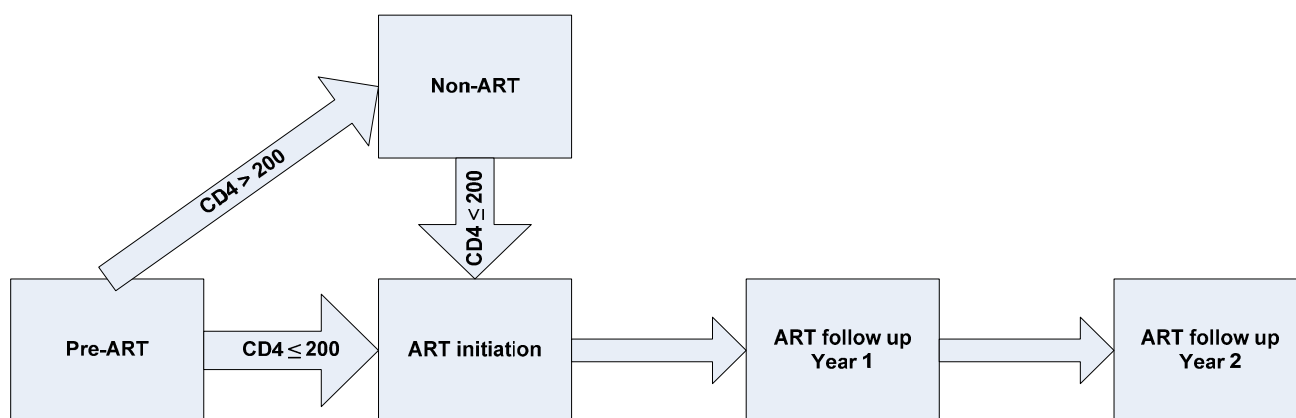 Non-ART
CD4 > 200
CD4 ≤ 200
Pre-ART
CD4 ≤ 200
ART initiation
ART follow up
Year 1
ART follow up
Year 2